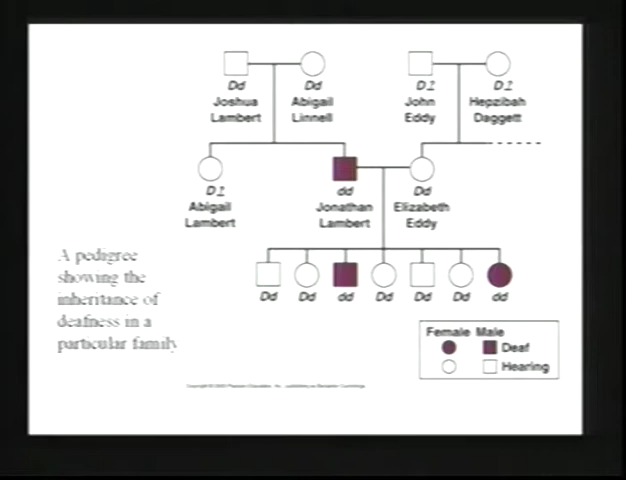 Dd Dd D? D?
Joshua Abigail John Hepzibah
Lambert Linnell Eddy Daggett
D? dd Dd
Abigail Jonathan Elizabeth
Lambert Lambert Eddy
Dd Dd dd Dd Dd Dd dd
A pedigree
showing the
inheritance of
deafness in a
particular family
Female Male
Deaf
Hearing